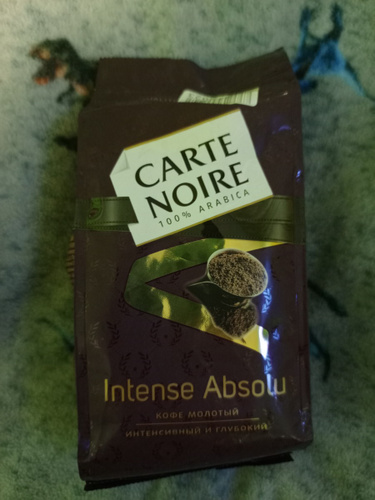 CARTE
NOIRE
100% ARABICA
Intense Absolu
КОФЕ МОЛОТЫЙ
ИНТЕНСИВНЫЙ И ГЛУБОКИЙ